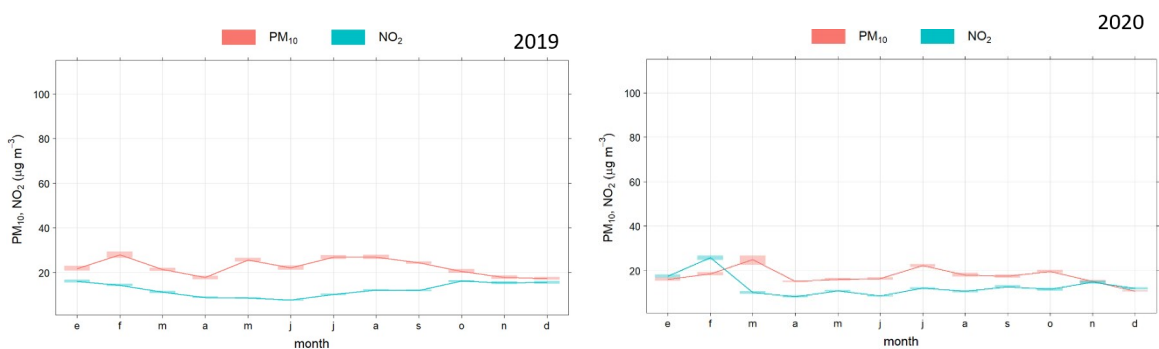 PM₁₀ NO₂ 2019
PM₁₀, NO₂ (µg m⁻³)
100
80
60
40
20
e f m a m j j a s o n d
month
PM₁₀ NO₂ 2020
PM₁₀, NO₂ (µg m⁻³)
100
80
60
40
20
e f m a m j j a s o n d
month